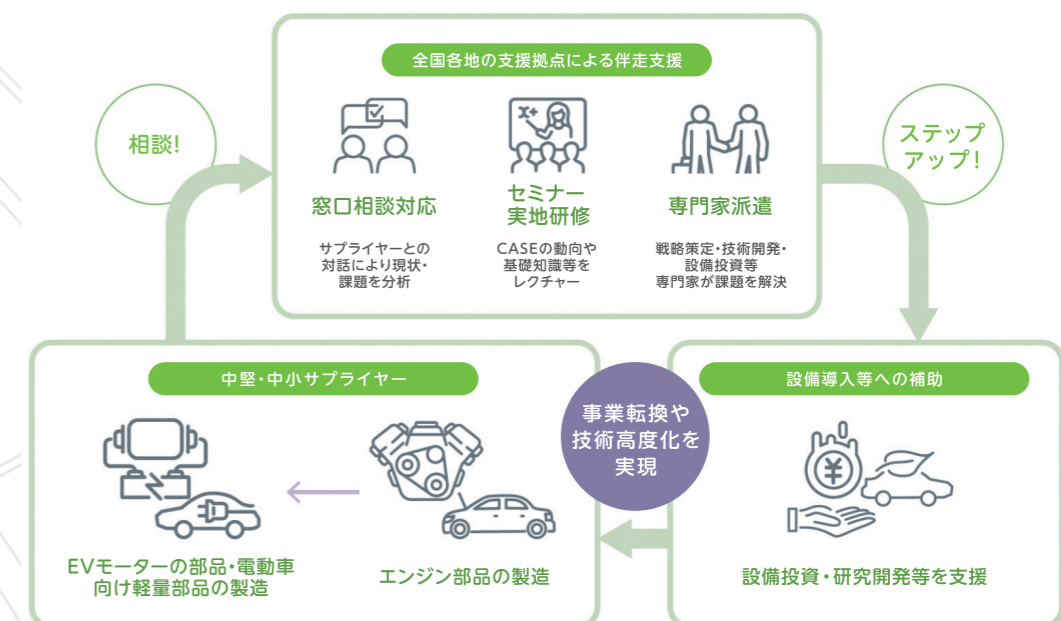 全国各地の支援拠点による伴走支援
相談!
ステップ
アップ!
窓口相談対応
サプライヤーとの
対話により現状・
課題を分析
セミナー
実地研修
CASEの動向や
基礎知識等を
レクチャー
専門家派遣
戦略策定・技術開発・
設備投資等
専門家が課題を解決
中堅・中小サプライヤー
EVモーターの部品・電動車
向け軽量部品の製造
エンジン部品の製造
事業転換や
技術高度化を
実現
設備導入等への補助
¥
設備投資・研究開発等を支援